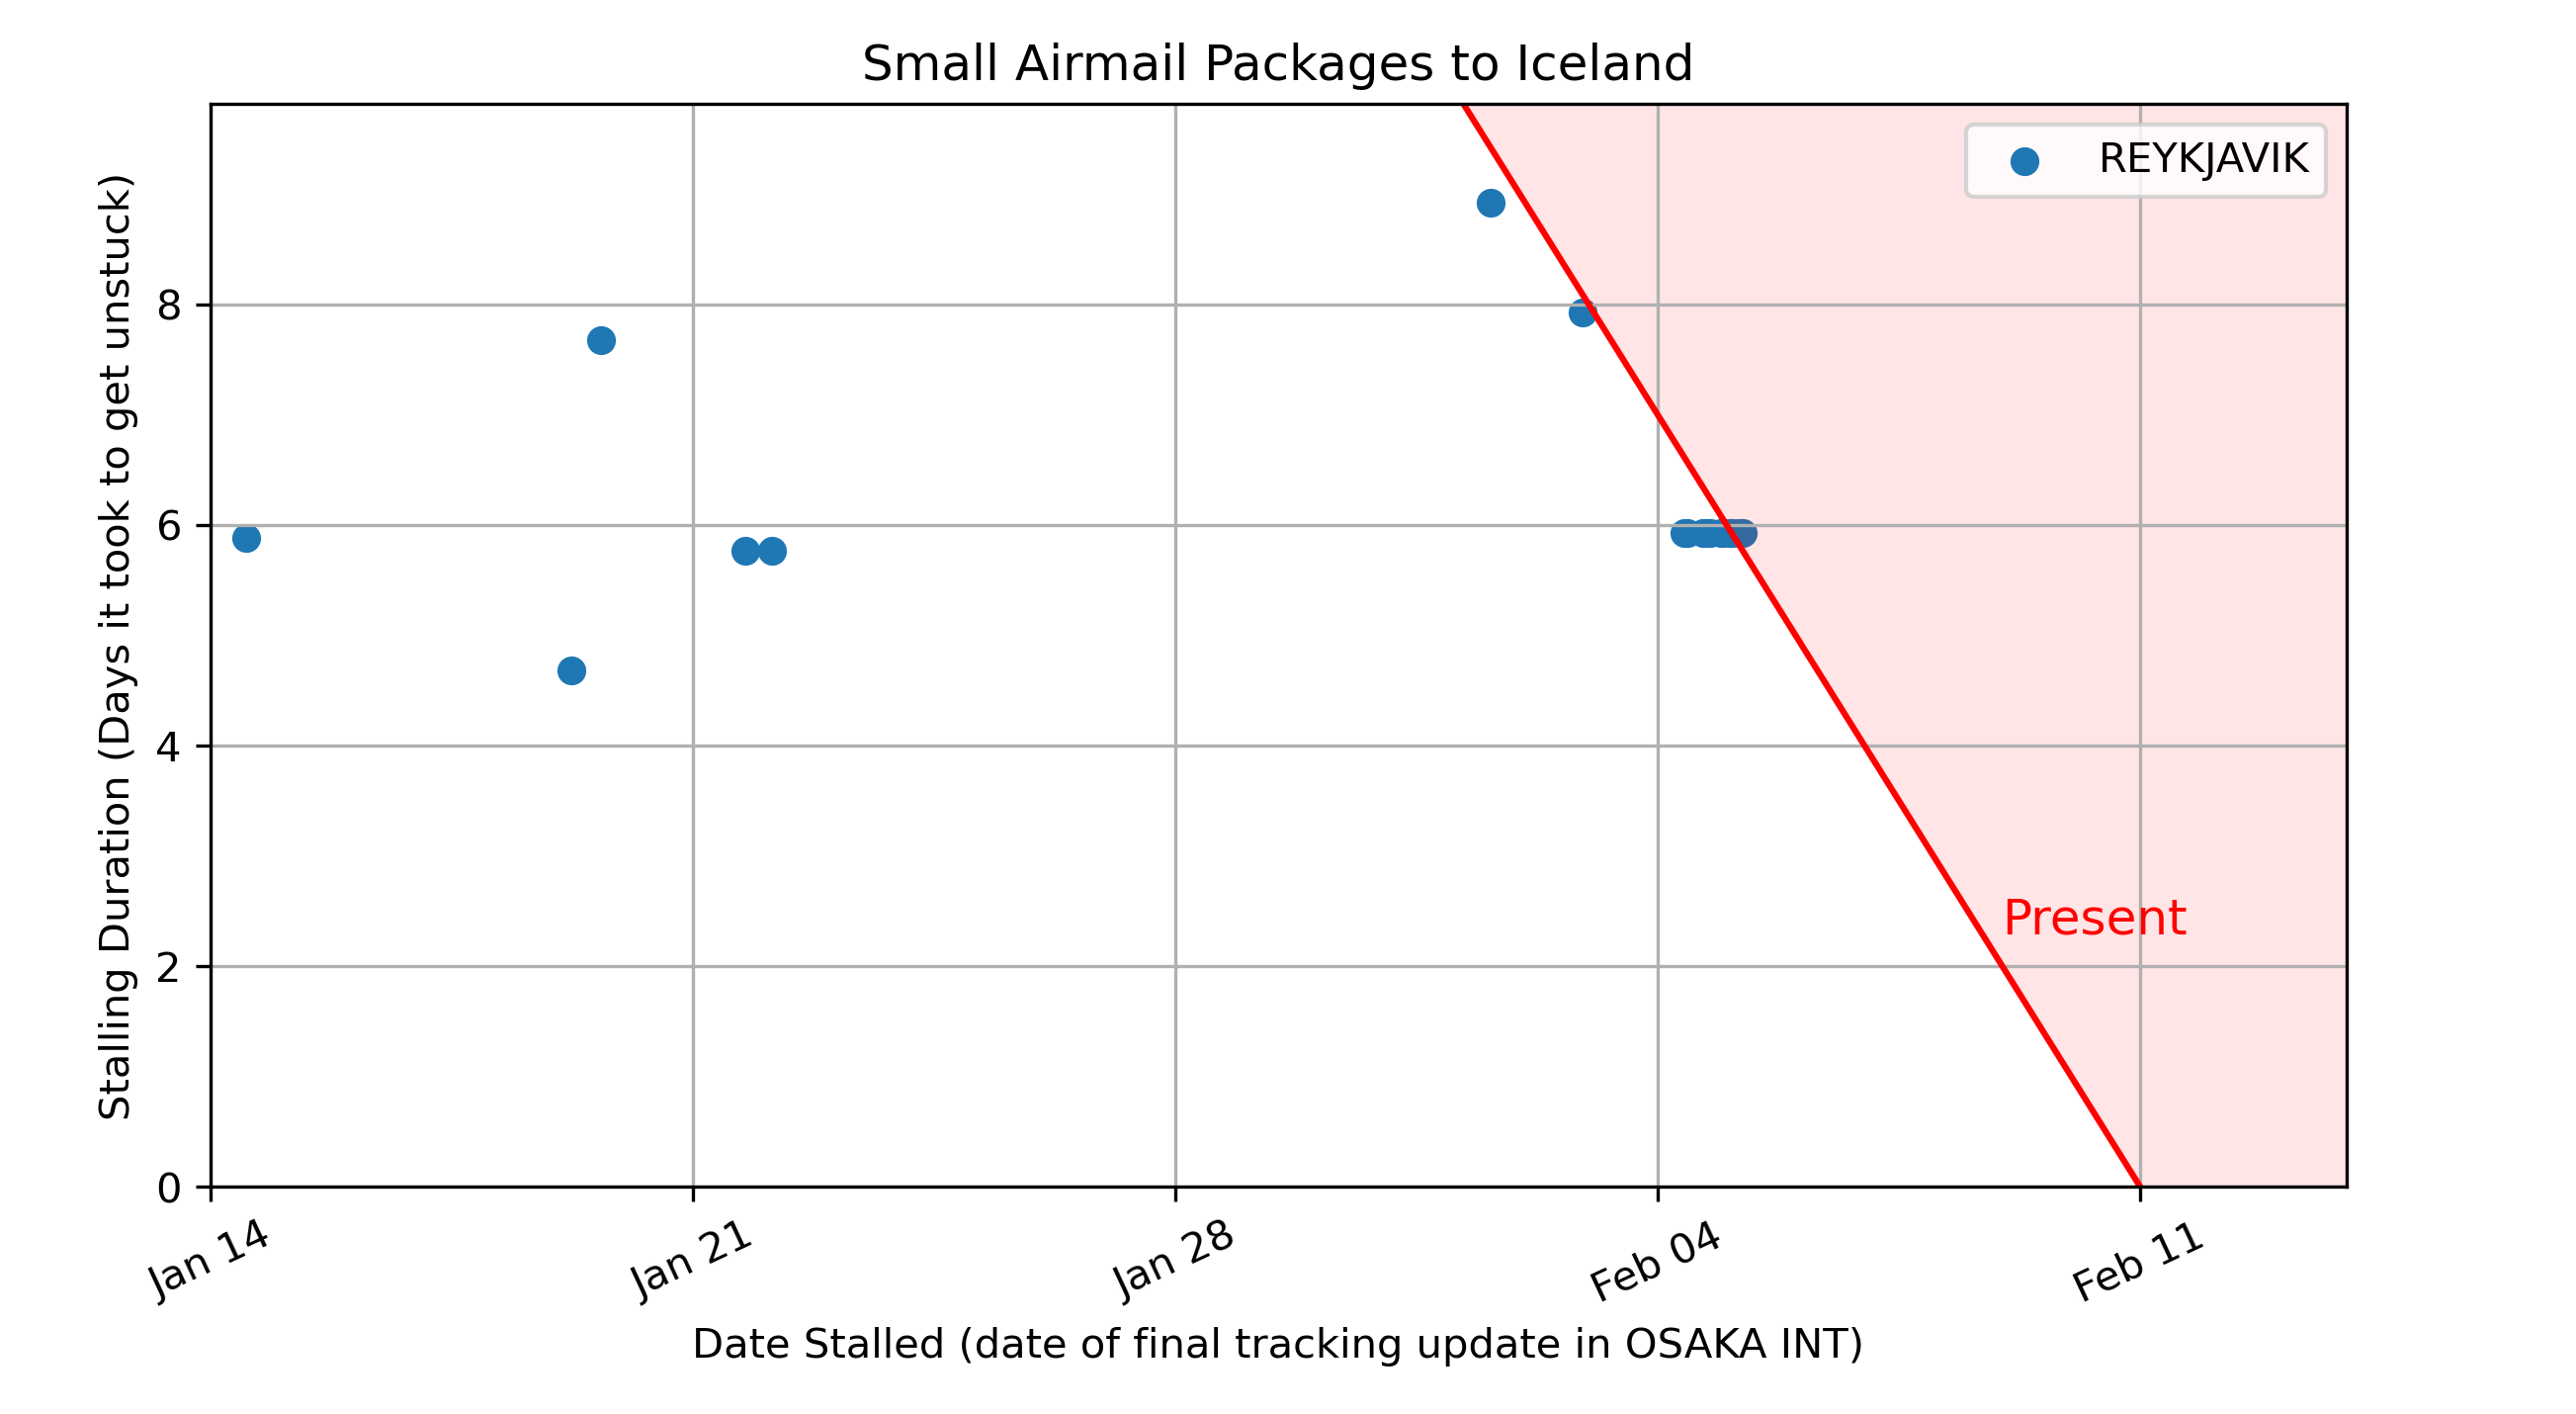 Small Airmail Packages to Iceland
REYKJAVIK
Stalling Duration (Days it took to get unstuck)
8
6
4
2
0
Present
Jan 14
Jan 21
Jan 28
Feb 04
Feb 11
Date Stalled (date of final tracking update in OSAKA INT)